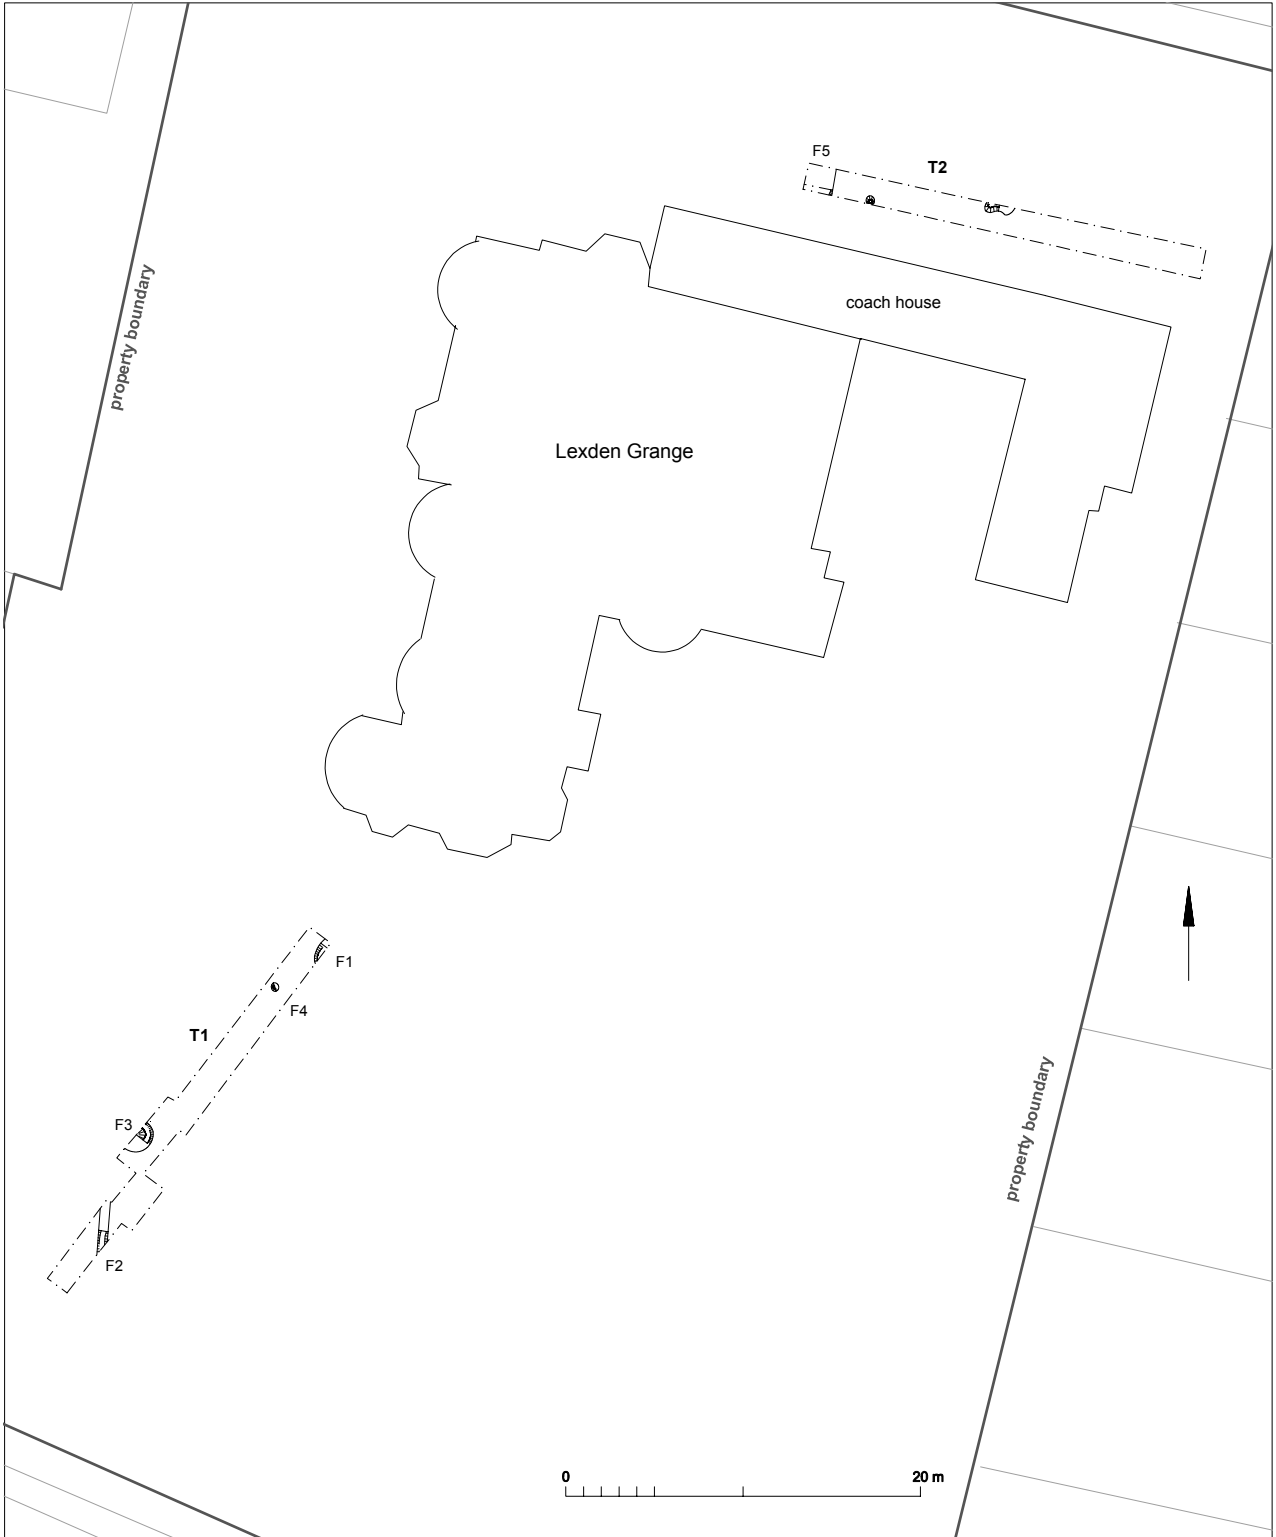 F5
T2
property boundary
coach house
Lexden Grange
F1
F4
T1
F3
property boundary
F2
0
20 m